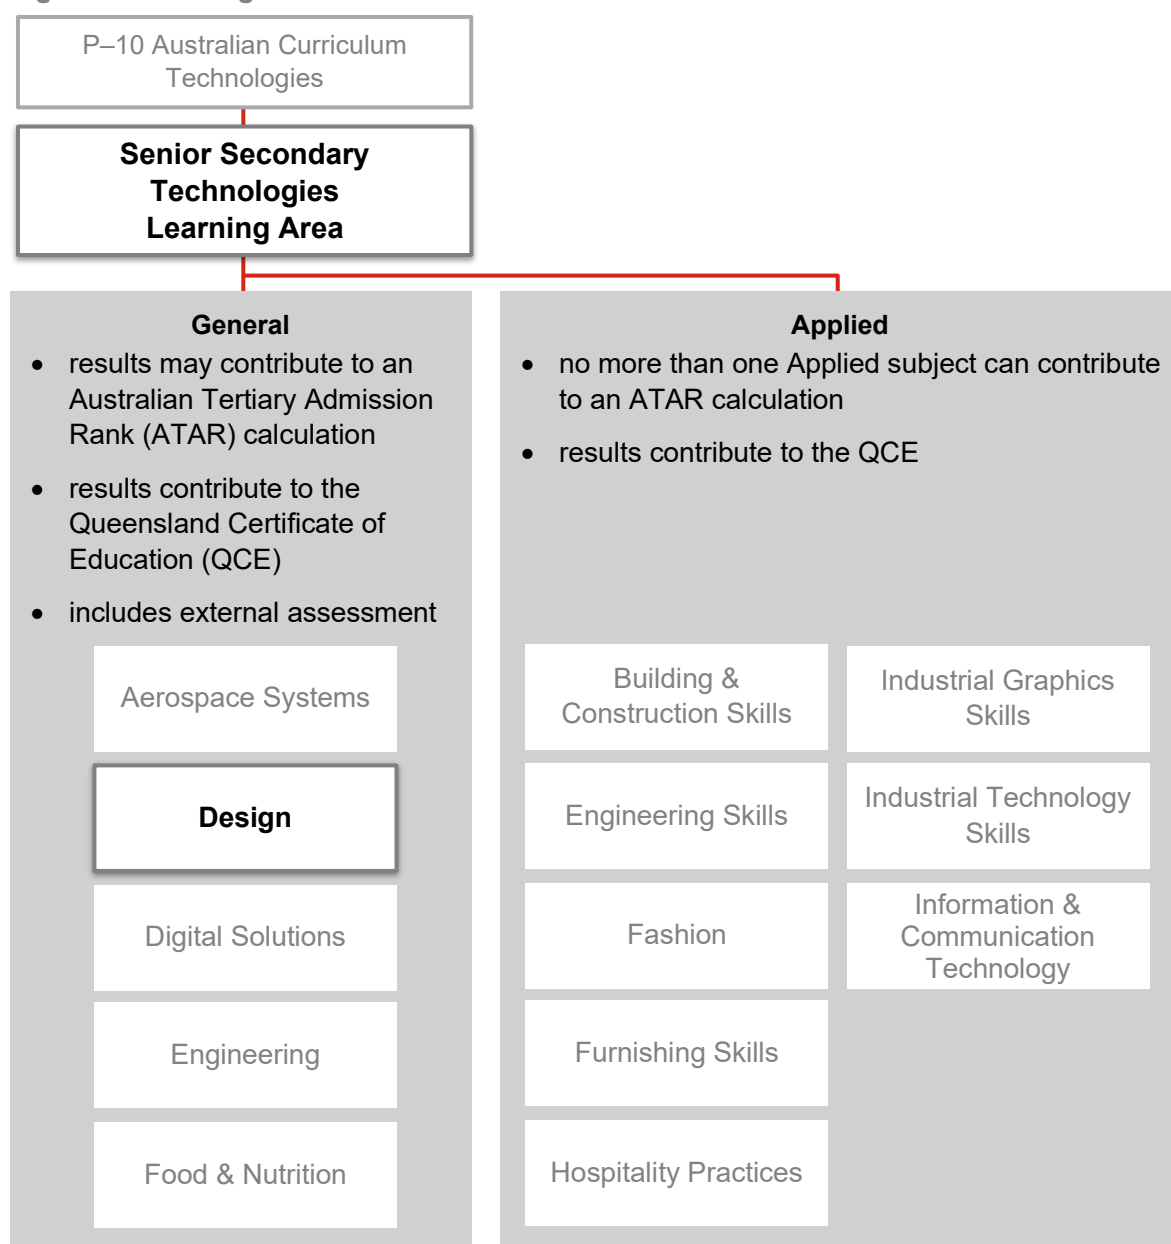 P–10 Australian Curriculum
Technologies
Senior Secondary
Technologies
Learning Area
General
• results may contribute to an
Australian Tertiary Admission
Rank (ATAR) calculation
• results contribute to the
Queensland Certificate of
Education (QCE)
• includes external assessment
Aerospace Systems
Design
Digital Solutions
Engineering
Food & Nutrition
Applied
• no more than one Applied subject can contribute
to an ATAR calculation
• results contribute to the QCE
Building &
Construction Skills
Engineering Skills
Fashion
Furnishing Skills
Hospitality Practices
Industrial Graphics
Skills
Industrial Technology
Skills
Information &
Communication
Technology